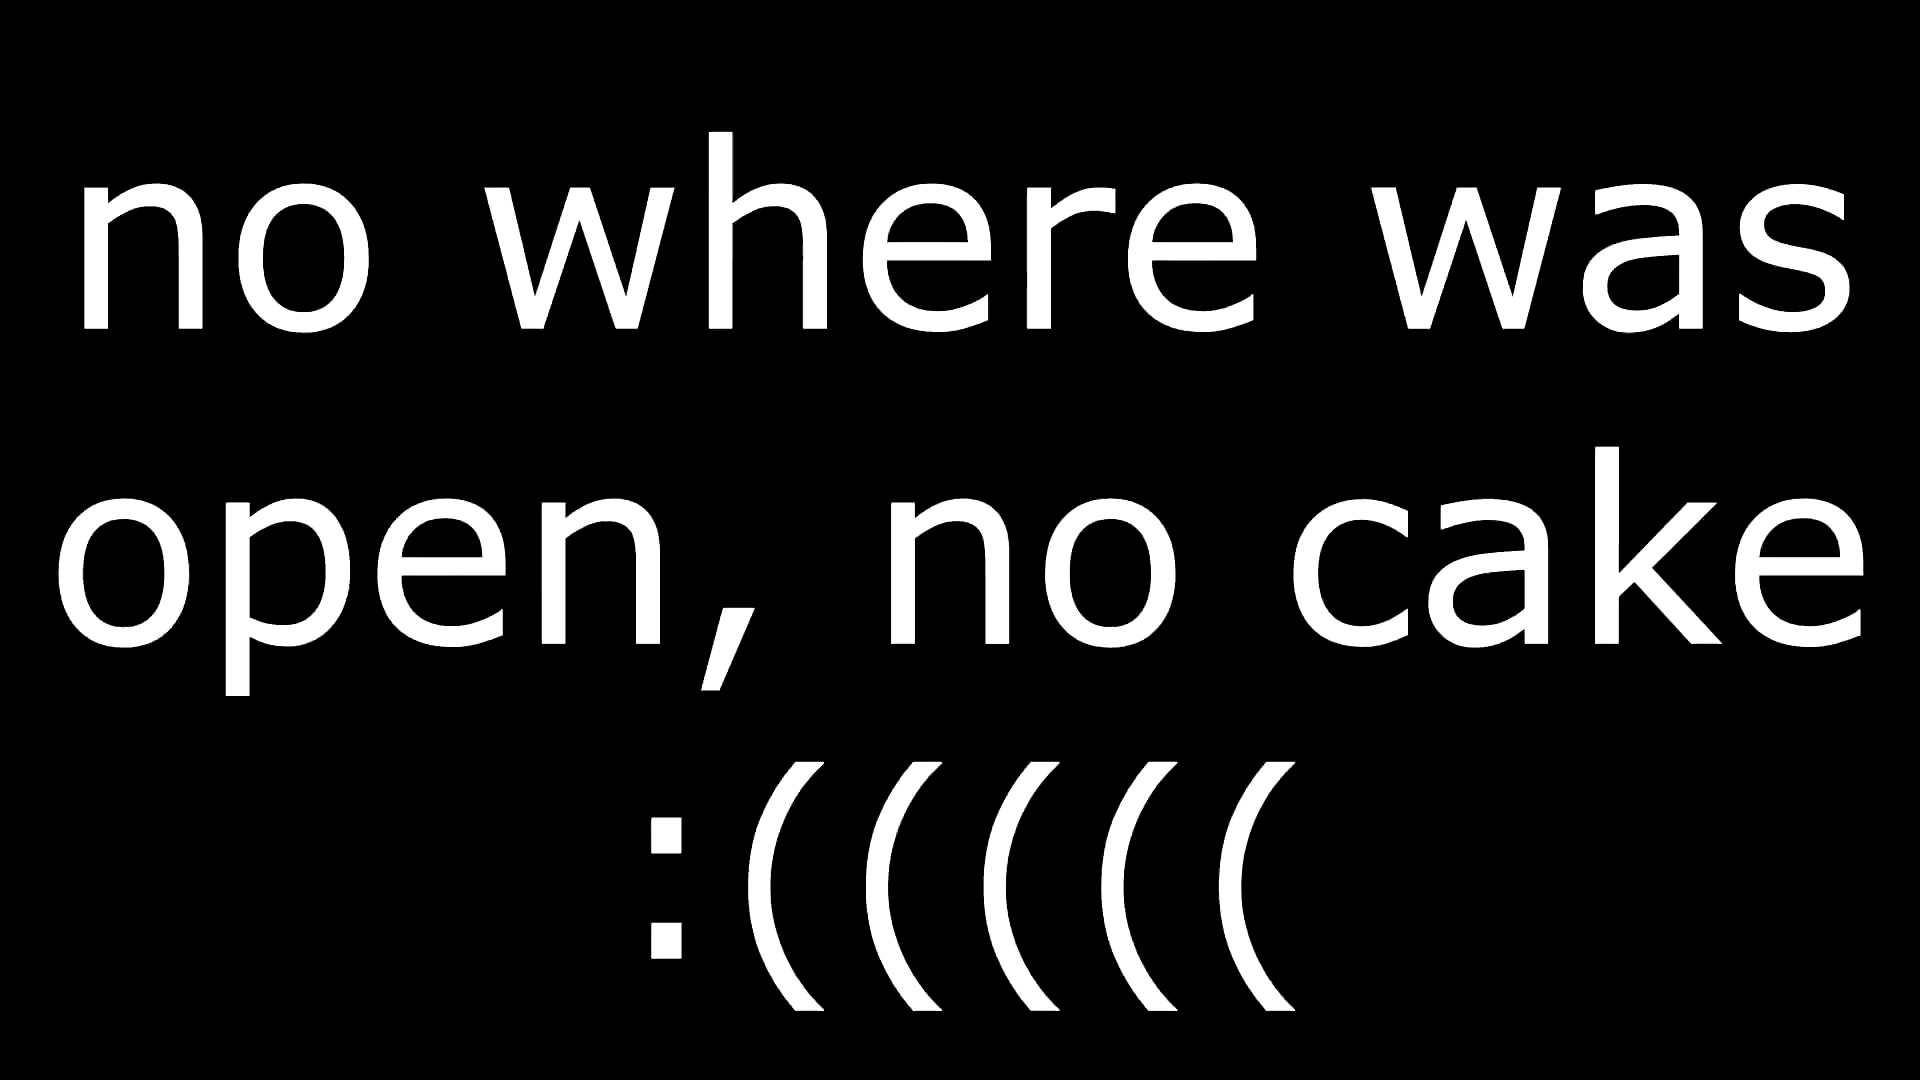 no where was
open, no cake
:(((((